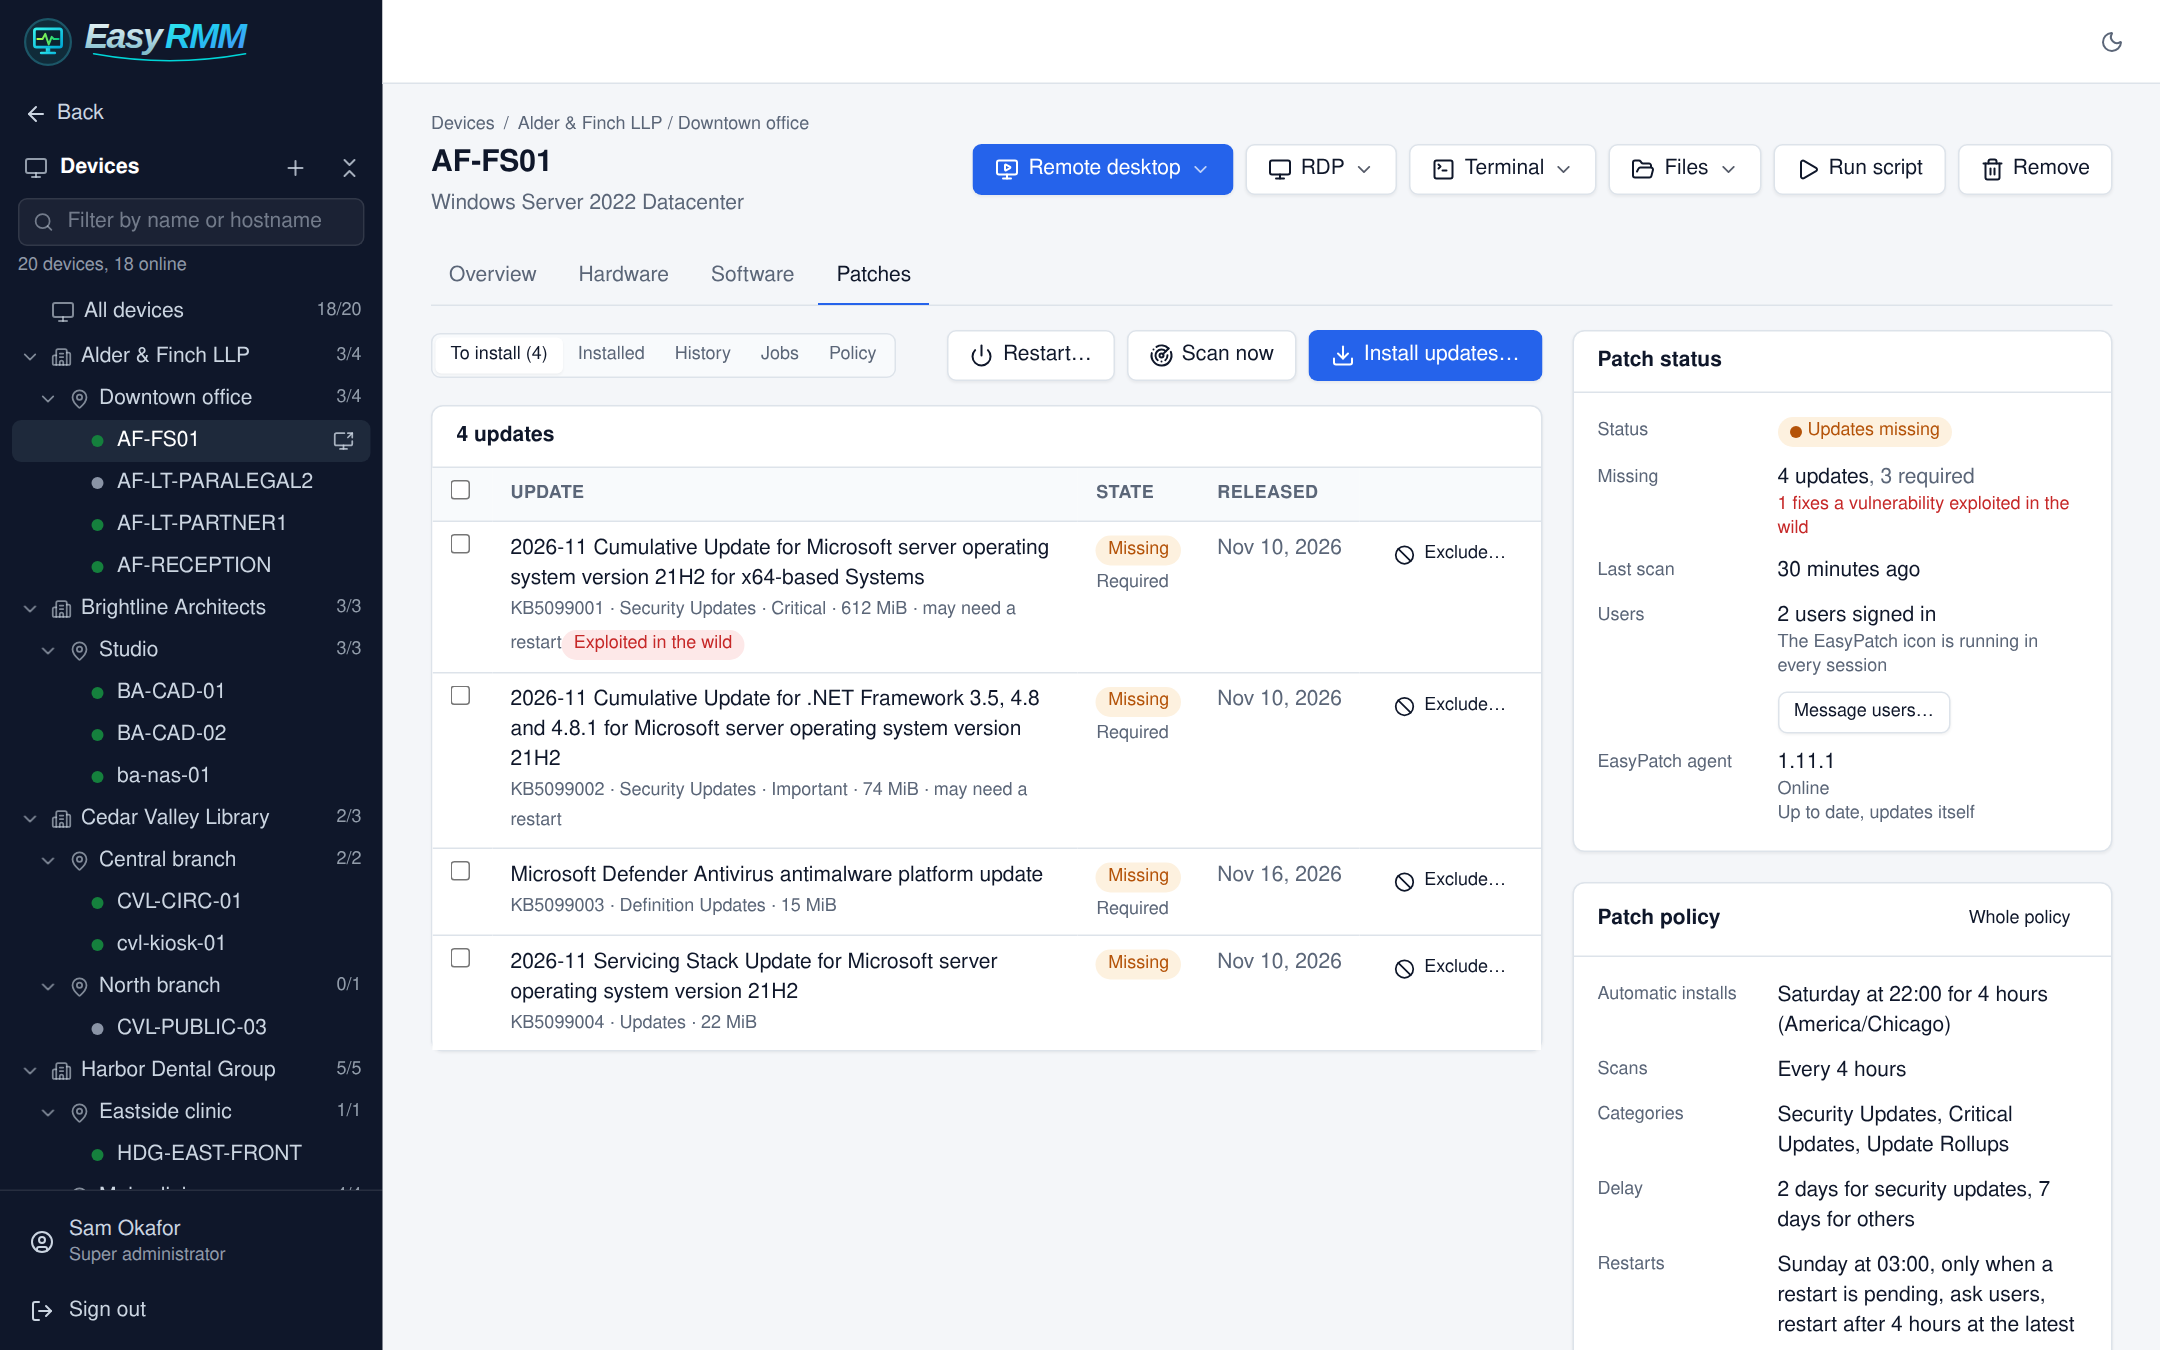 EasyRMM
Back
Devices
Filter by name or hostname
20 devices, 18 online
All devices 18/20
Alder & Finch LLP 3/4
Downtown office 3/4
AF-FS01
AF-LT-PARALEGAL2
AF-LT-PARTNER1
AF-RECEPTION
Brightline Architects 3/3
Studio 3/3
BA-CAD-01
BA-CAD-02
ba-nas-01
Cedar Valley Library 2/3
Central branch 2/2
CVL-CIRC-01
cvl-kiosk-01
North branch 0/1
CVL-PUBLIC-03
Harbor Dental Group 5/5
Eastside clinic 1/1
HDG-EAST-FRONT
Sam Okafor
Super administrator
Sign out
Devices / Alder & Finch LLP / Downtown office
AF-FS01
Windows Server 2022 Datacenter
Remote desktop
RDP
Terminal
Files
Run script
Remove
Overview
Hardware
Software
Patches
To install (4)
Installed
History
Jobs
Policy
Restart…
Scan now
Install updates…
4 updates
UPDATE STATE RELEASED
2026-11 Cumulative Update for Microsoft server operating
system version 21H2 for x64-based Systems
KB5099001 · Security Updates · Critical · 612 MiB · may need a
restart Exploited in the wild
Missing
Required
Nov 10, 2026
Exclude…
2026-11 Cumulative Update for .NET Framework 3.5, 4.8
and 4.8.1 for Microsoft server operating system version
21H2
KB5099002 · Security Updates · Important · 74 MiB · may need a
restart
Missing
Required
Nov 10, 2026
Exclude…
Microsoft Defender Antivirus antimalware platform update
KB5099003 · Definition Updates · 15 MiB
Missing
Required
Nov 16, 2026
Exclude…
2026-11 Servicing Stack Update for Microsoft server
operating system version 21H2
KB5099004 · Updates · 22 MiB
Missing
Nov 10, 2026
Exclude…
Patch status
Status Updates missing
Missing 4 updates, 3 required
1 fixes a vulnerability exploited in the
wild
Last scan 30 minutes ago
Users 2 users signed in
The EasyPatch icon is running in
every session
Message users…
EasyPatch agent 1.11.1
Online
Up to date, updates itself
Patch policy Whole policy
Automatic installs Saturday at 22:00 for 4 hours
(America/Chicago)
Scans Every 4 hours
Categories Security Updates, Critical
Updates, Update Rollups
Delay 2 days for security updates, 7
days for others
Restarts Sunday at 03:00, only when a
restart is pending, ask users,
restart after 4 hours at the latest